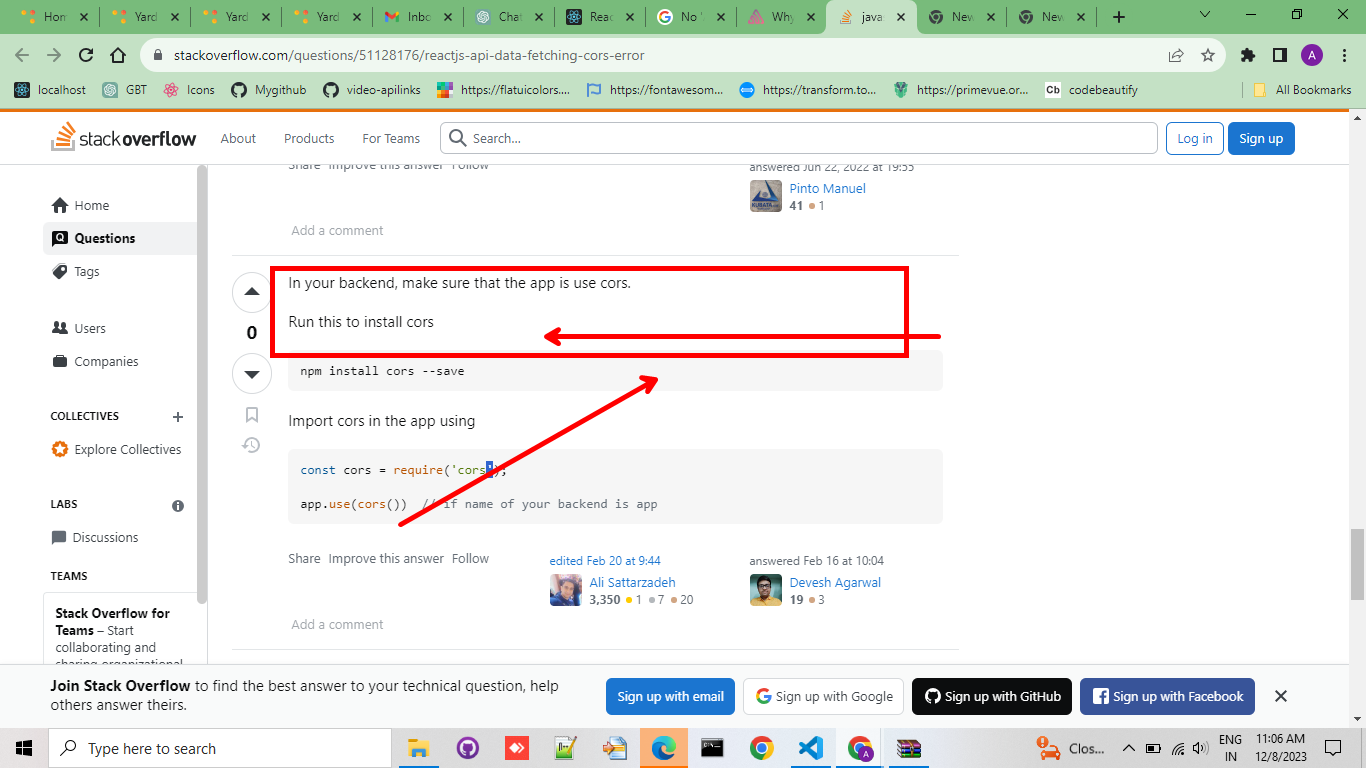 Hom
Yard
Yard
Yard
Inbo
Chat
Reac
No '
Why
java
New
New
stackoverflow.com/questions/51128176/reactjs-api-data-fetching-cors-error
A
localhost
GBT
Icons
Mygithub
video-apilinks
https://flatuicolors....
https://fontawesom...
https://transform.to...
https://primevue.or...
Cb codebeautify
All Bookmarks
stackoverflow
About
Products
For Teams
Search...
Log in
Sign up
Home
Questions
Tags
Users
Companies
COLLECTIVES
Explore Collectives
LABS
Discussions
TEAMS
Stack Overflow for
Teams – Start
collaborating and
sharing organizational
Share Improve this answer Follow
answered Jun 22, 2022 at 19:55
Pinto Manuel
41 1
Add a comment
In your backend, make sure that the app is use cors.
0
Run this to install cors
npm install cors --save
Import cors in the app using
const cors = require('cors');
app.use(cors()) // if name of your backend is app
Share Improve this answer Follow
edited Feb 20 at 9:44
Ali Sattarzadeh
3,350 1 7 20
answered Feb 16 at 10:04
Devesh Agarwal
19 3
Add a comment
Join Stack Overflow to find the best answer to your technical question, help
others answer theirs.
Sign up with email
Sign up with Google
Sign up with GitHub
Sign up with Facebook
Type here to search
Clos...
ENG
IN
11:06 AM
12/8/2023